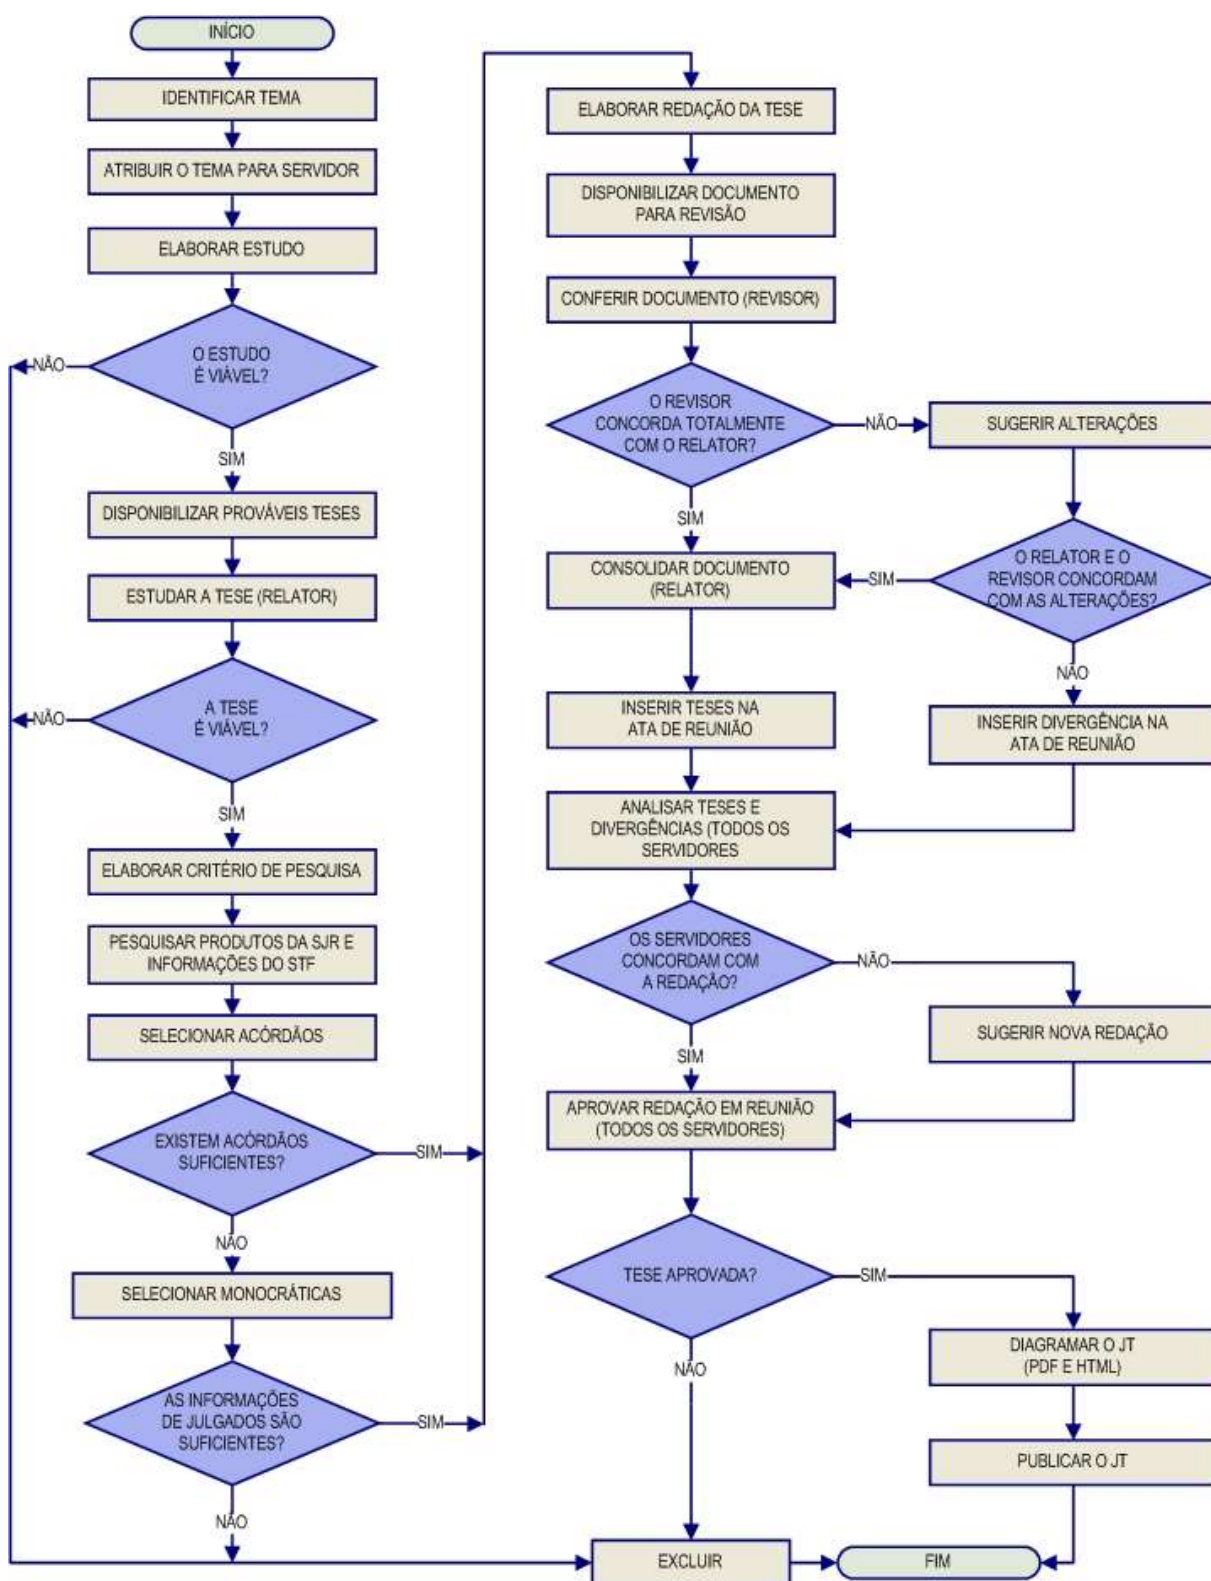 INÍCIO
IDENTIFICAR TEMA
ATRIBUIR O TEMA PARA SERVIDOR
ELABORAR ESTUDO
O ESTUDO
É VIÁVEL?
NÃO
SIM
DISPONIBILIZAR PROVÁVEIS TESES
ESTUDAR A TESE (RELATOR)
A TESE
É VIÁVEL?
NÃO
SIM
ELABORAR CRITÉRIO DE PESQUISA
PESQUISAR PRODUTOS DA SJR E
INFORMAÇÕES DO STF
SELECIONAR ACÓRDÃOS
EXISTEM ACÓRDÃOS
SUFICIENTES?
SIM
NÃO
SELECIONAR MONOCRÁTICAS
AS INFORMAÇÕES
DE JULGADOS SÃO
SUFICIENTES?
SIM
NÃO
ELABORAR REDAÇÃO DA TESE
DISPONIBILIZAR DOCUMENTO
PARA REVISÃO
CONFERIR DOCUMENTO (REVISOR)
O REVISOR
CONCORDA TOTALMENTE
COM O RELATOR?
NÃO
SUGERIR ALTERAÇÕES
SIM
O RELATOR E O
REVISOR CONCORDAM
COM AS ALTERAÇÕES?
SIM
NÃO
CONSOLIDAR DOCUMENTO
(RELATOR)
INSERIR TESES NA
ATA DE REUNIÃO
INSERIR DIVERGÊNCIA NA
ATA DE REUNIÃO
ANALISAR TESES E
DIVERGÊNCIAS (TODOS OS
SERVIDORES
OS SERVIDORES
CONCORDAM COM
A REDAÇÃO?
NÃO
SUGERIR NOVA REDAÇÃO
SIM
APROVAR REDAÇÃO EM REUNIÃO
(TODOS OS SERVIDORES)
TESE APROVADA?
SIM
NÃO
DIAGRAMAR O JT
(PDF E HTML)
PUBLICAR O JT
EXCLUIR
FIM